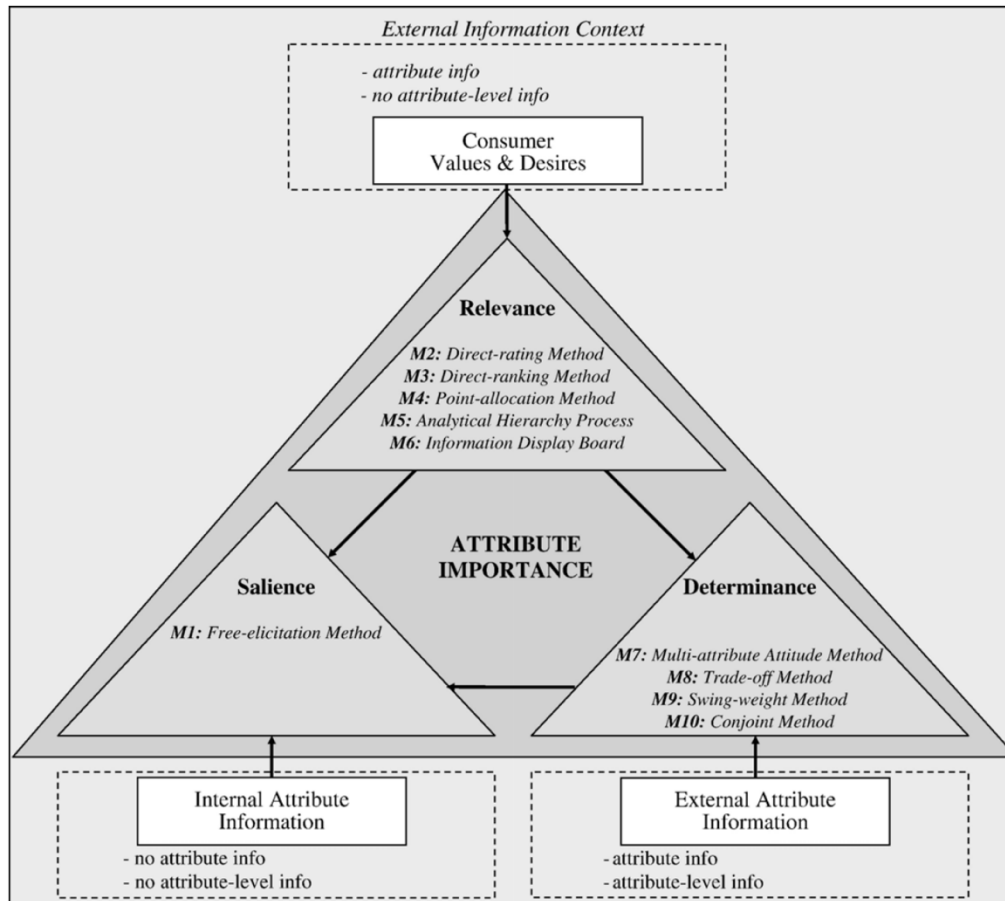 External Information Context
- attribute info
- no attribute-level info
Consumer
Values & Desires
Relevance
M2: Direct-rating Method
M3: Direct-ranking Method
M4: Point-allocation Method
M5: Analytical Hierarchy Process
M6: Information Display Board
ATTRIBUTE
IMPORTANCE
Salience
M1: Free-elicitation Method
Determinance
M7: Multi-attribute Attitude Method
M8: Trade-off Method
M9: Swing-weight Method
M10: Conjoint Method
Internal Attribute
Information
- no attribute info
- no attribute-level info
External Attribute
Information
- attribute info
- attribute-level info